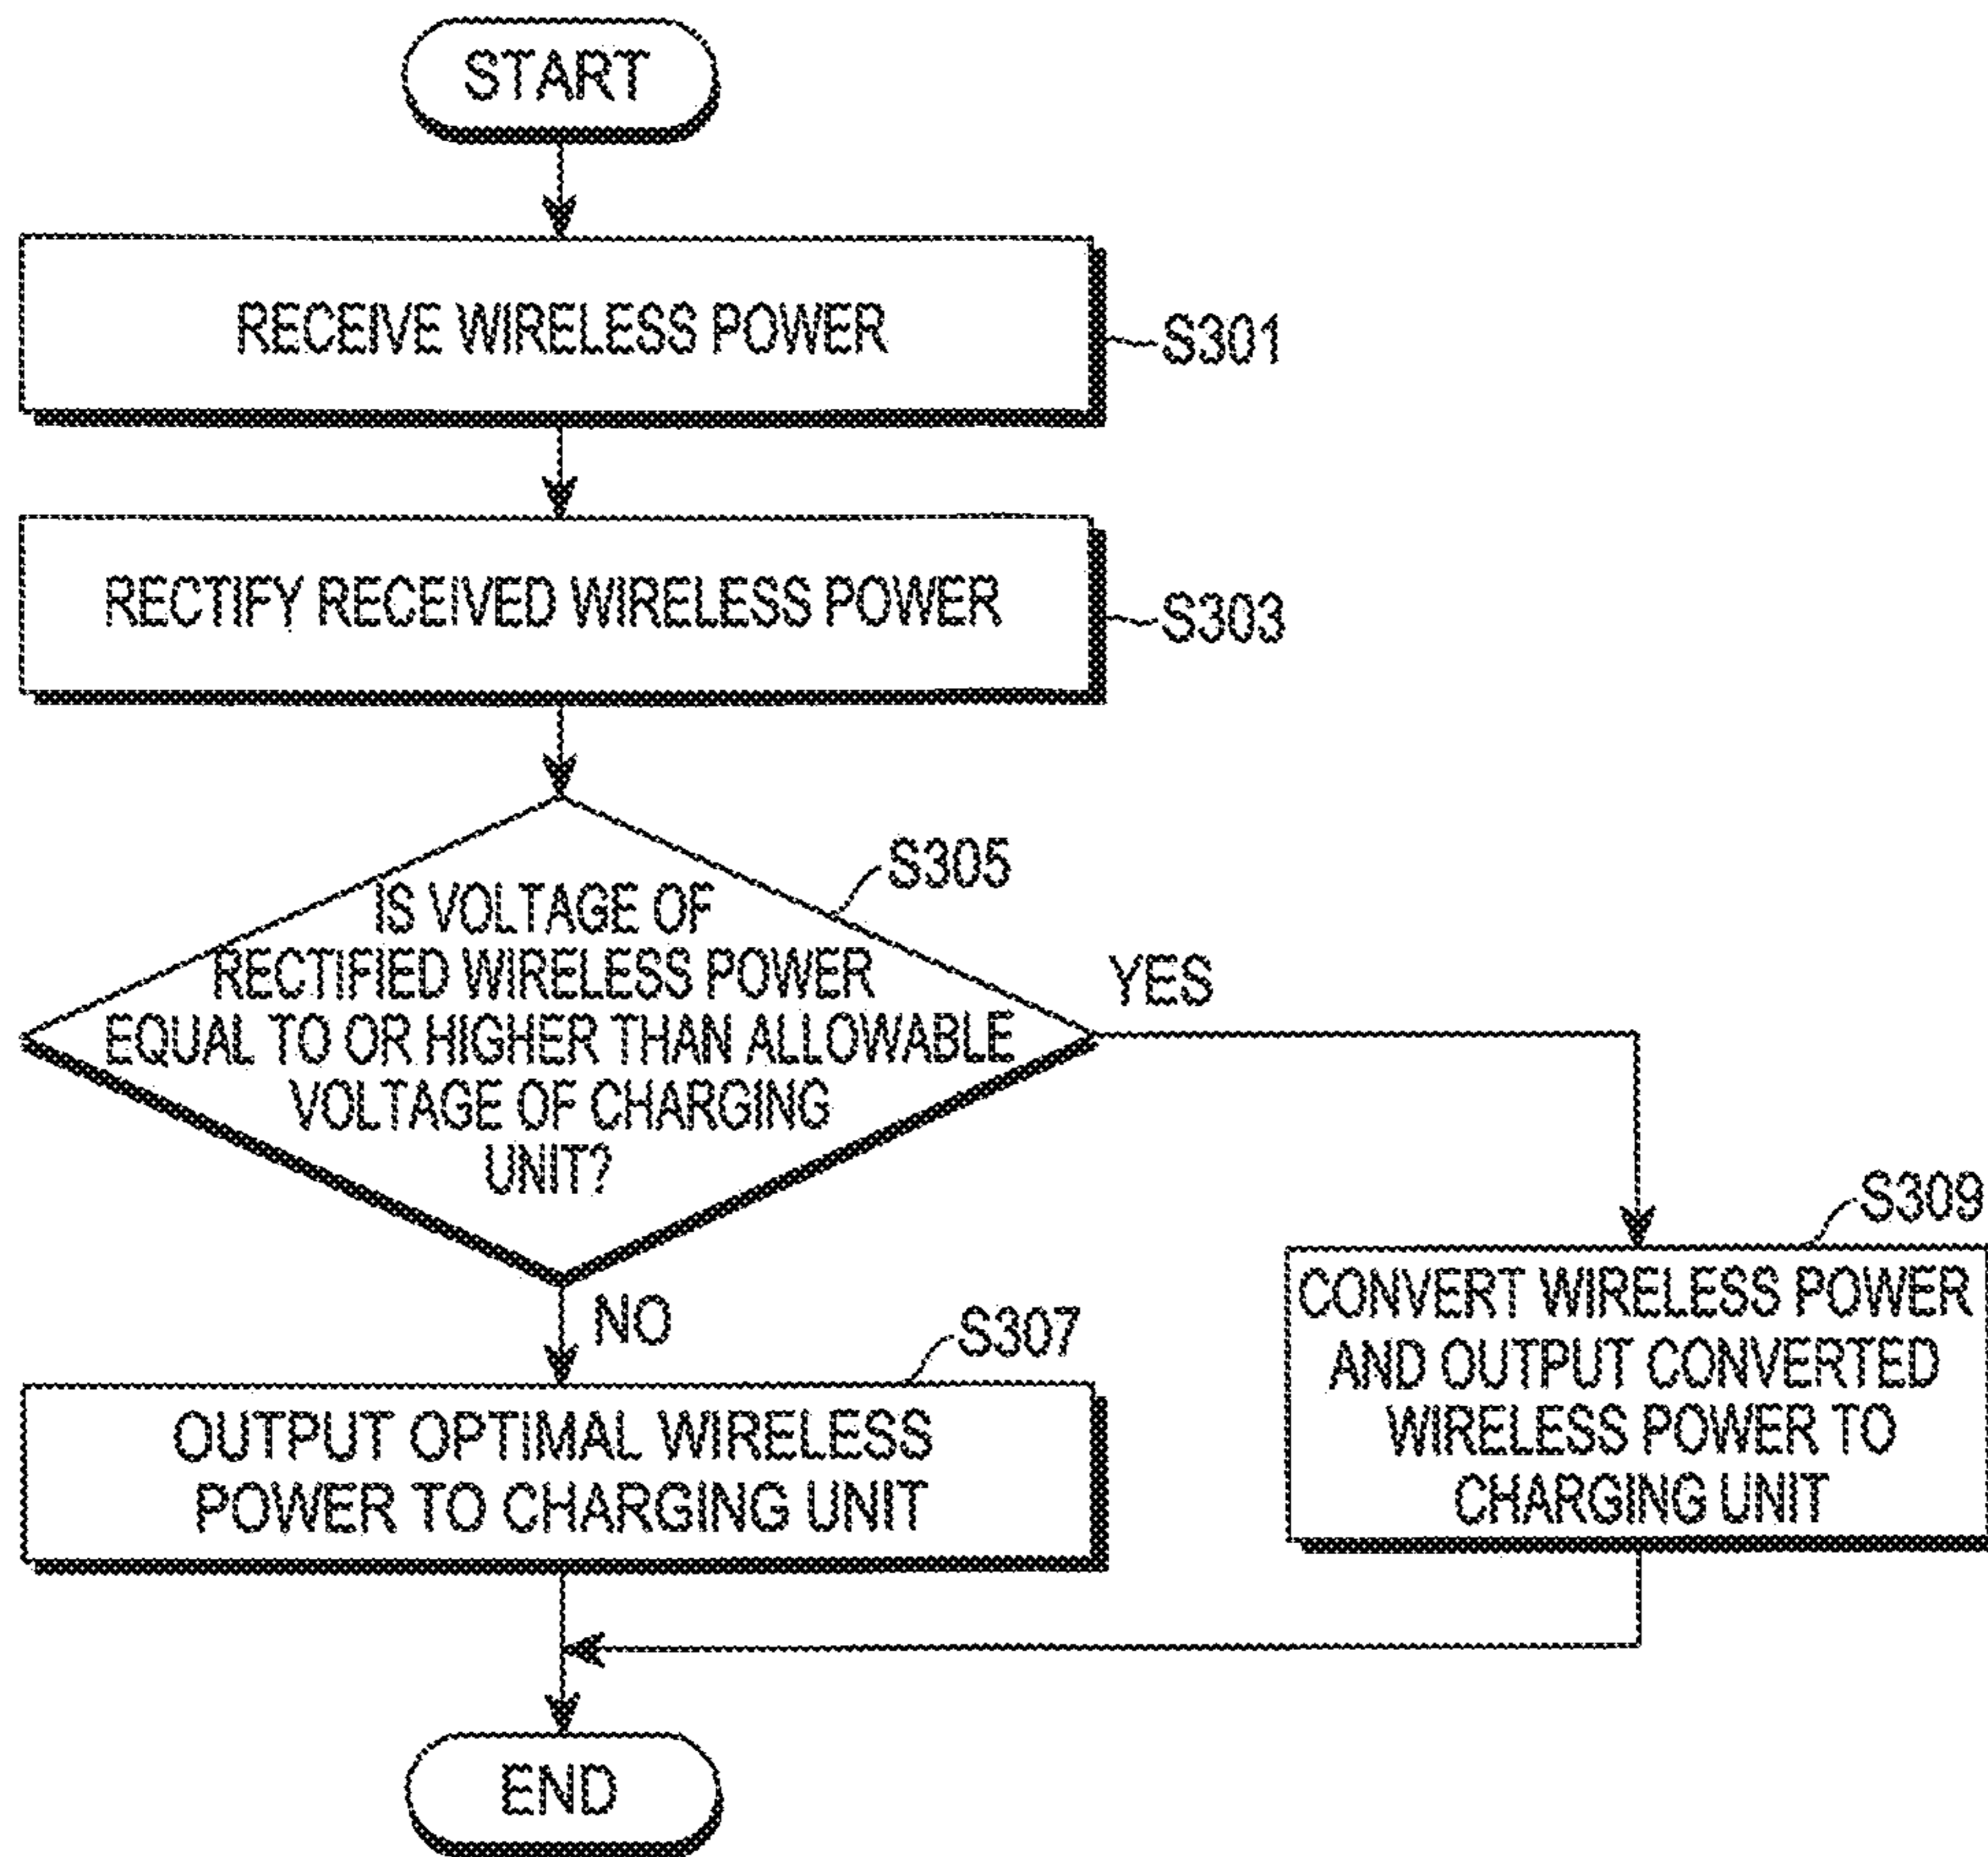 START
RECEIVE WIRELESS POWER
S301
RECTIFY RECEIVED WIRELESS POWER
S303
S305
IS VOLTAGE OF
RECTIFIED WIRELESS POWER
EQUAL TO OR HIGHER THAN ALLOWABLE
VOLTAGE OF CHARGING
UNIT?
YES
NO
S307
OUTPUT OPTIMAL WIRELESS
POWER TO CHARGING UNIT
S309
CONVERT WIRELESS POWER
AND OUTPUT CONVERTED
WIRELESS POWER TO
CHARGING UNIT
END